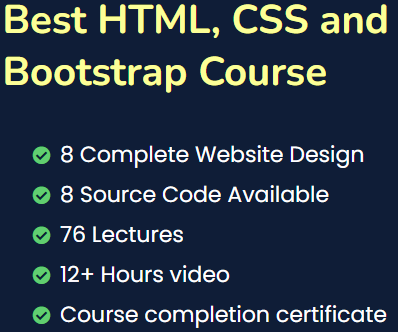 Best HTML, CSS and
Bootstrap Course
8 Complete Website Design
8 Source Code Available
76 Lectures
12+ Hours video
Course completion certificate